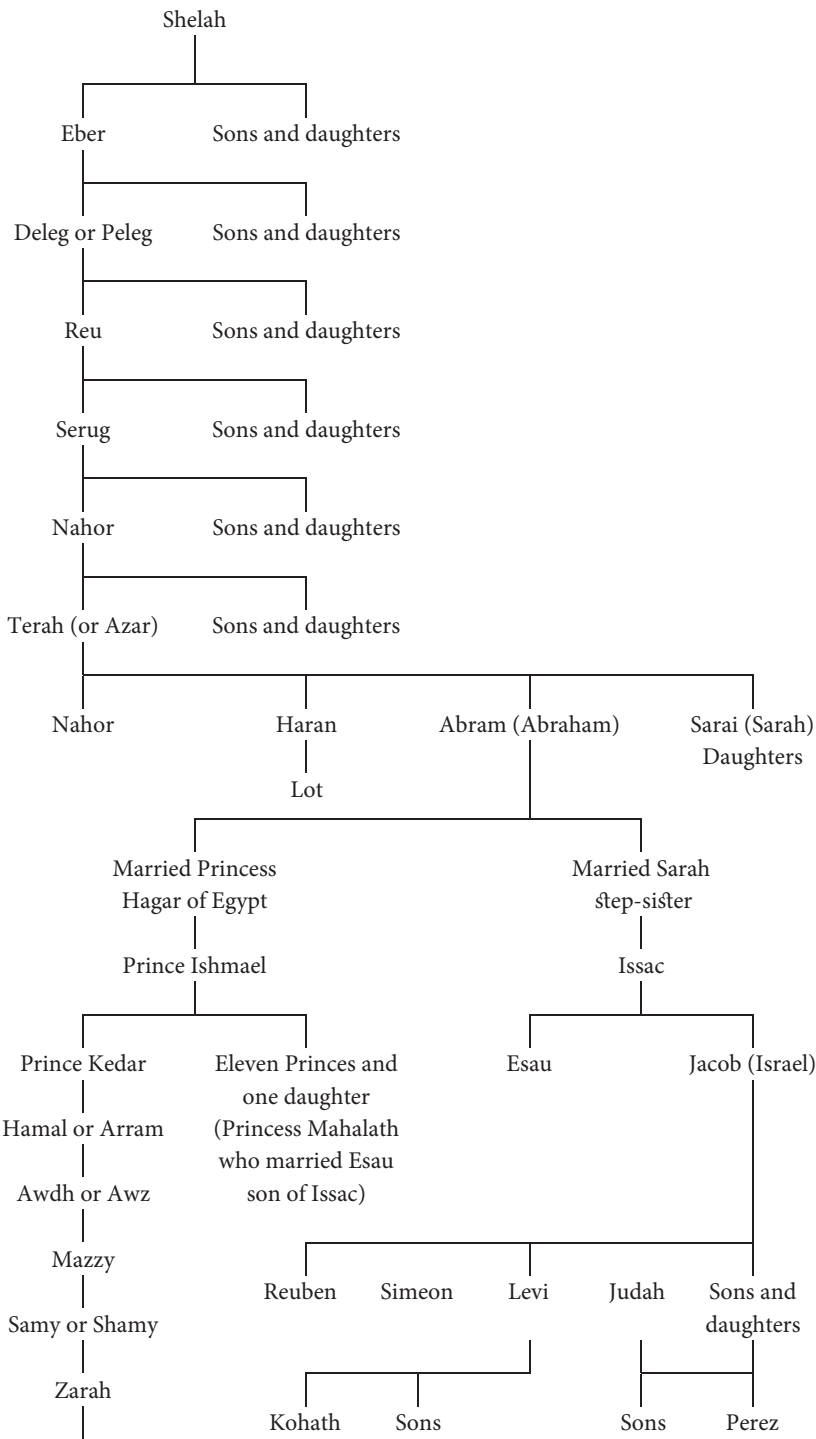 Shelah
Eber Sons and daughters
Deleg or Peleg Sons and daughters
Reu Sons and daughters
Serug Sons and daughters
Nahor Sons and daughters
Terah (or Azar) Sons and daughters
Nahor Haran Abram (Abraham) Sarai (Sarah)
Daughters
Lot
Married Princess Married Sarah
Hagar of Egypt step-sister
Prince Ishmael Issac
Prince Kedar Eleven Princes and Esau Jacob (Israel)
one daughter
Hamal or Arram (Princess Mahalath
who married Esau
Awdh or Awz son of Issac)
Mazzy
Reuben Simeon Levi Judah Sons and
Samy or Shamy daughters
Zarah
Kohath Sons Sons Perez